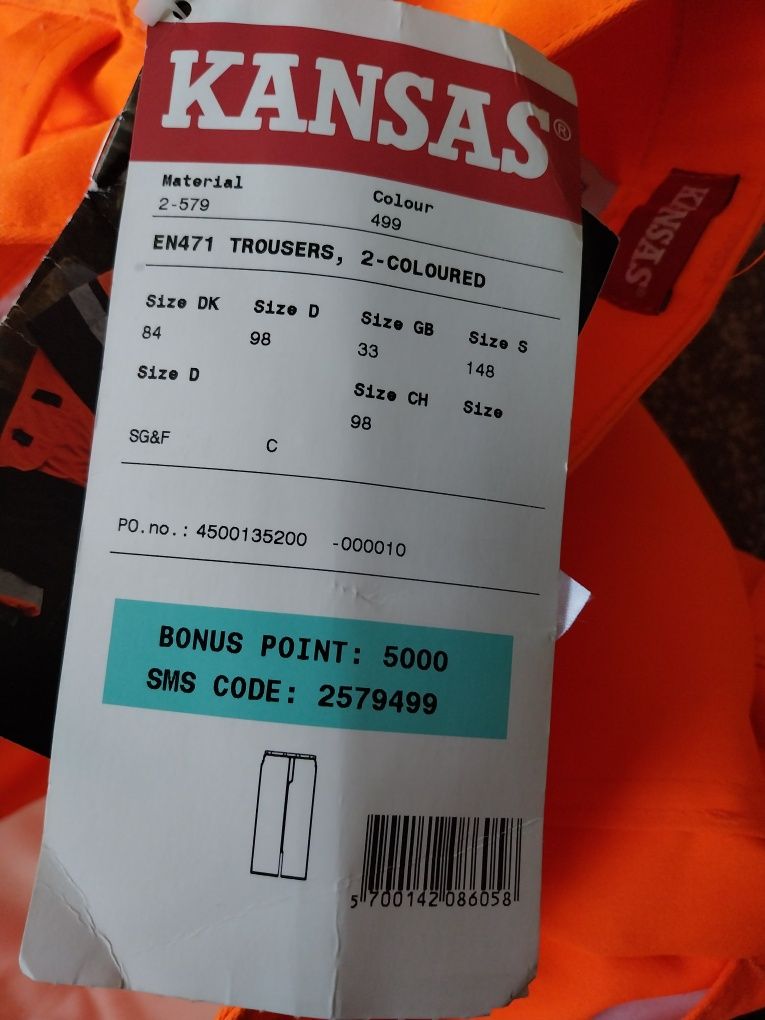 KANSAS®
Material Colour
2-579 499
EN471 TROUSERS, 2-COLOURED
Size DK Size D Size GB Size S
84 98 33 148
Size D Size CH Size
98
SG&F C
PO.no.: 4500135200 -000010
BONUS POINT: 5000
SMS CODE: 2579499
5 700142 086058
KANSAS